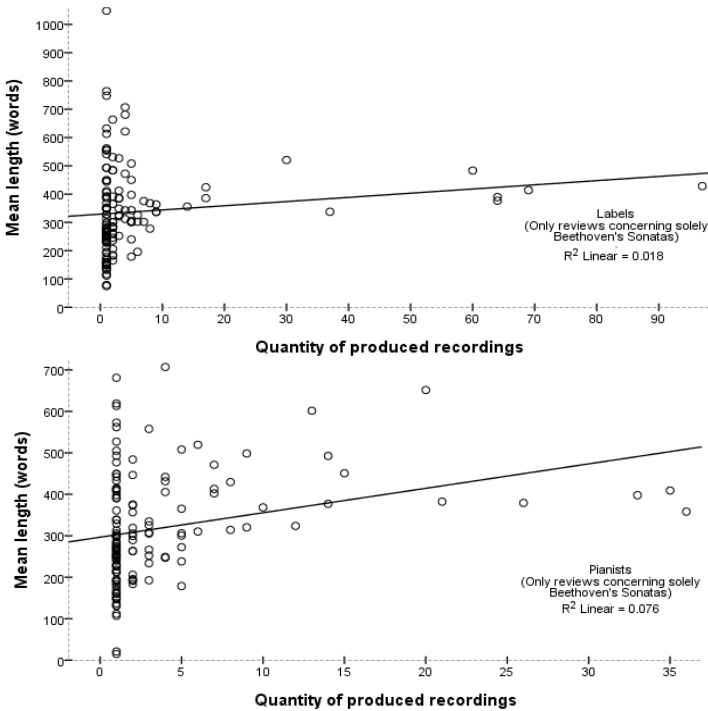 1000
900
800
700
600
500
400
300
200
100
0
Mean length (words)
0 10 20 30 40 50 60 70 80 90
Quantity of produced recordings
Labels
(Only reviews concerning solely
Beethoven's Sonatas)
R² Linear = 0.018
700
600
500
400
300
200
100
0
Mean length (words)
0 5 10 15 20 25 30 35
Quantity of produced recordings
Pianists
(Only reviews concerning solely
Beethoven's Sonatas)
R² Linear = 0.076